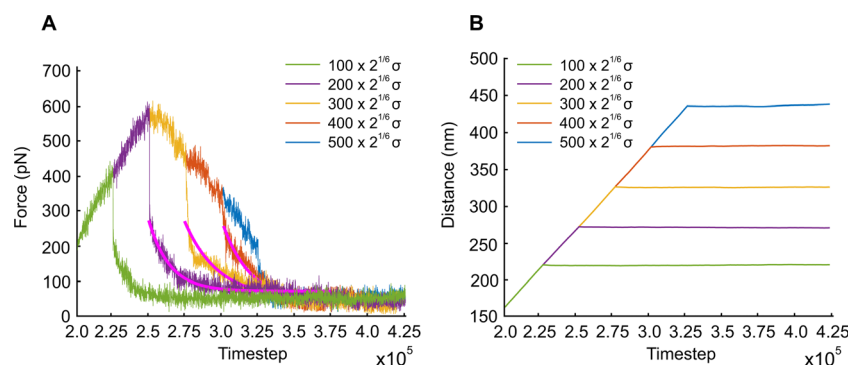 A
Force (pN)
700
600
500
400
300
200
100
0
100 x 2^1/6 σ
200 x 2^1/6 σ
300 x 2^1/6 σ
400 x 2^1/6 σ
500 x 2^1/6 σ
2.0 2.25 2.5 2.75 3.0 3.25 3.5 3.75 4.0 4.25
Timestep
x10^5
B
Distance (nm)
500
450
400
350
300
250
200
150
100 x 2^1/6 σ
200 x 2^1/6 σ
300 x 2^1/6 σ
400 x 2^1/6 σ
500 x 2^1/6 σ
2.0 2.25 2.5 2.75 3.0 3.25 3.5 3.75 4.0 4.25
Timestep
x10^5